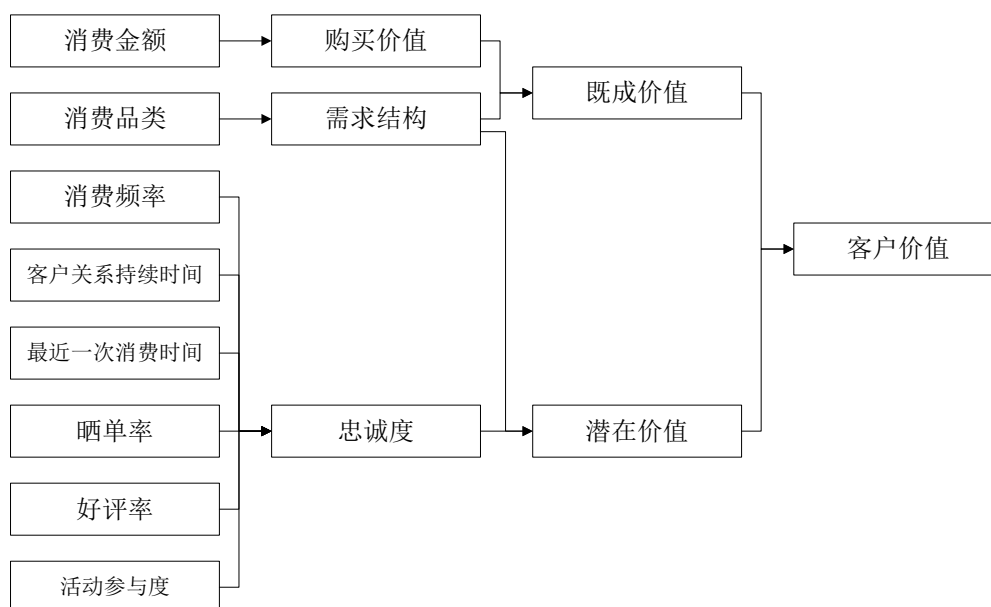 消费金额
购买价值
既成价值
消费品类
需求结构
消费频率
客户价值
客户关系持续时间
最近一次消费时间
晒单率
忠诚度
潜在价值
好评率
活动参与度